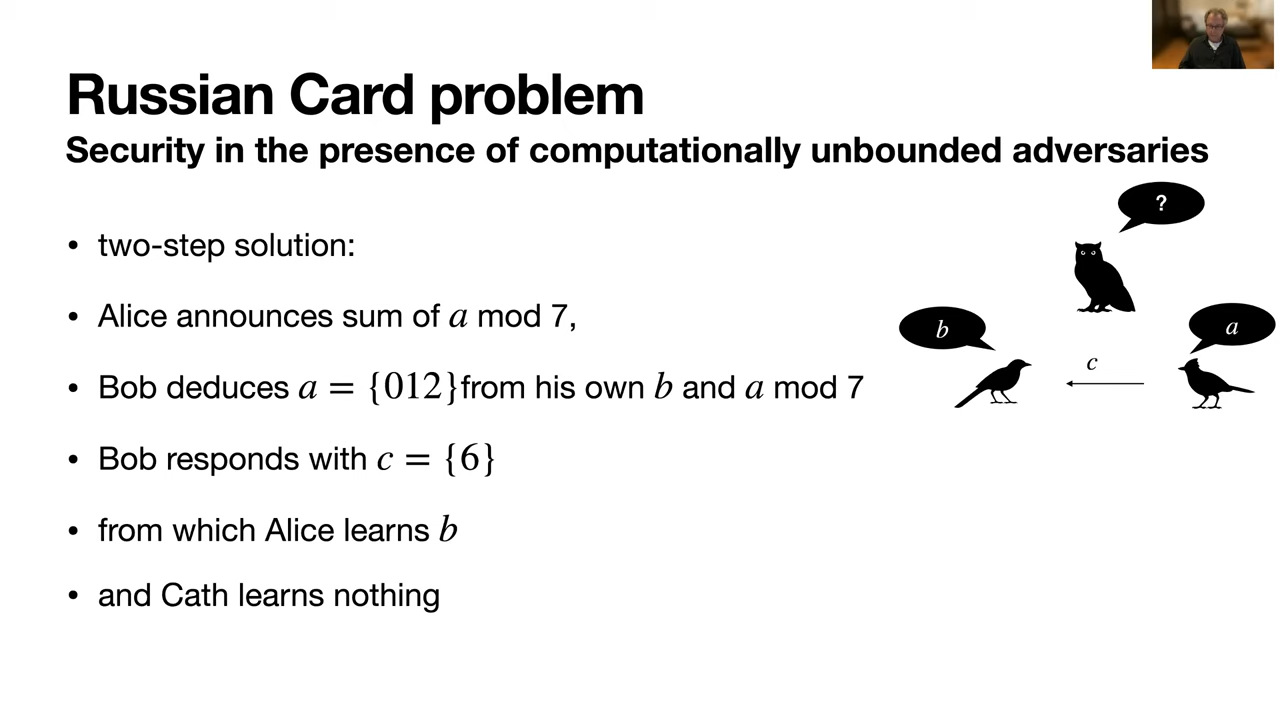 Russian Card problem
Security in the presence of computationally unbounded adversaries
• two-step solution:
• Alice announces sum of a mod 7,
• Bob deduces a = {012}from his own b and a mod 7
• Bob responds with c = {6}
• from which Alice learns b
• and Cath learns nothing
?
b
a
c